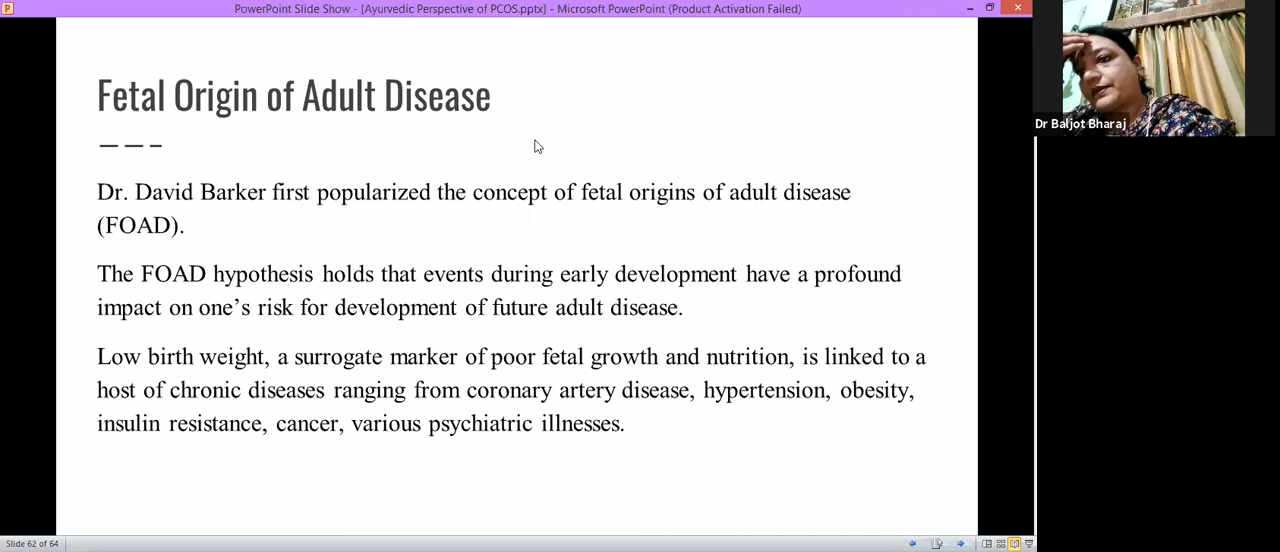 PowerPoint Slide Show - [Ayurvedic Perspective of PCOS.pptx] - Microsoft PowerPoint (Product Activation Failed)
Fetal Origin of Adult Disease
Dr Baljot Bharaj
Dr. David Barker first popularized the concept of fetal origins of adult disease
(FOAD).
The FOAD hypothesis holds that events during early development have a profound
impact on one’s risk for development of future adult disease.
Low birth weight, a surrogate marker of poor fetal growth and nutrition, is linked to a
host of chronic diseases ranging from coronary artery disease, hypertension, obesity,
insulin resistance, cancer, various psychiatric illnesses.
Slide 62 of 64